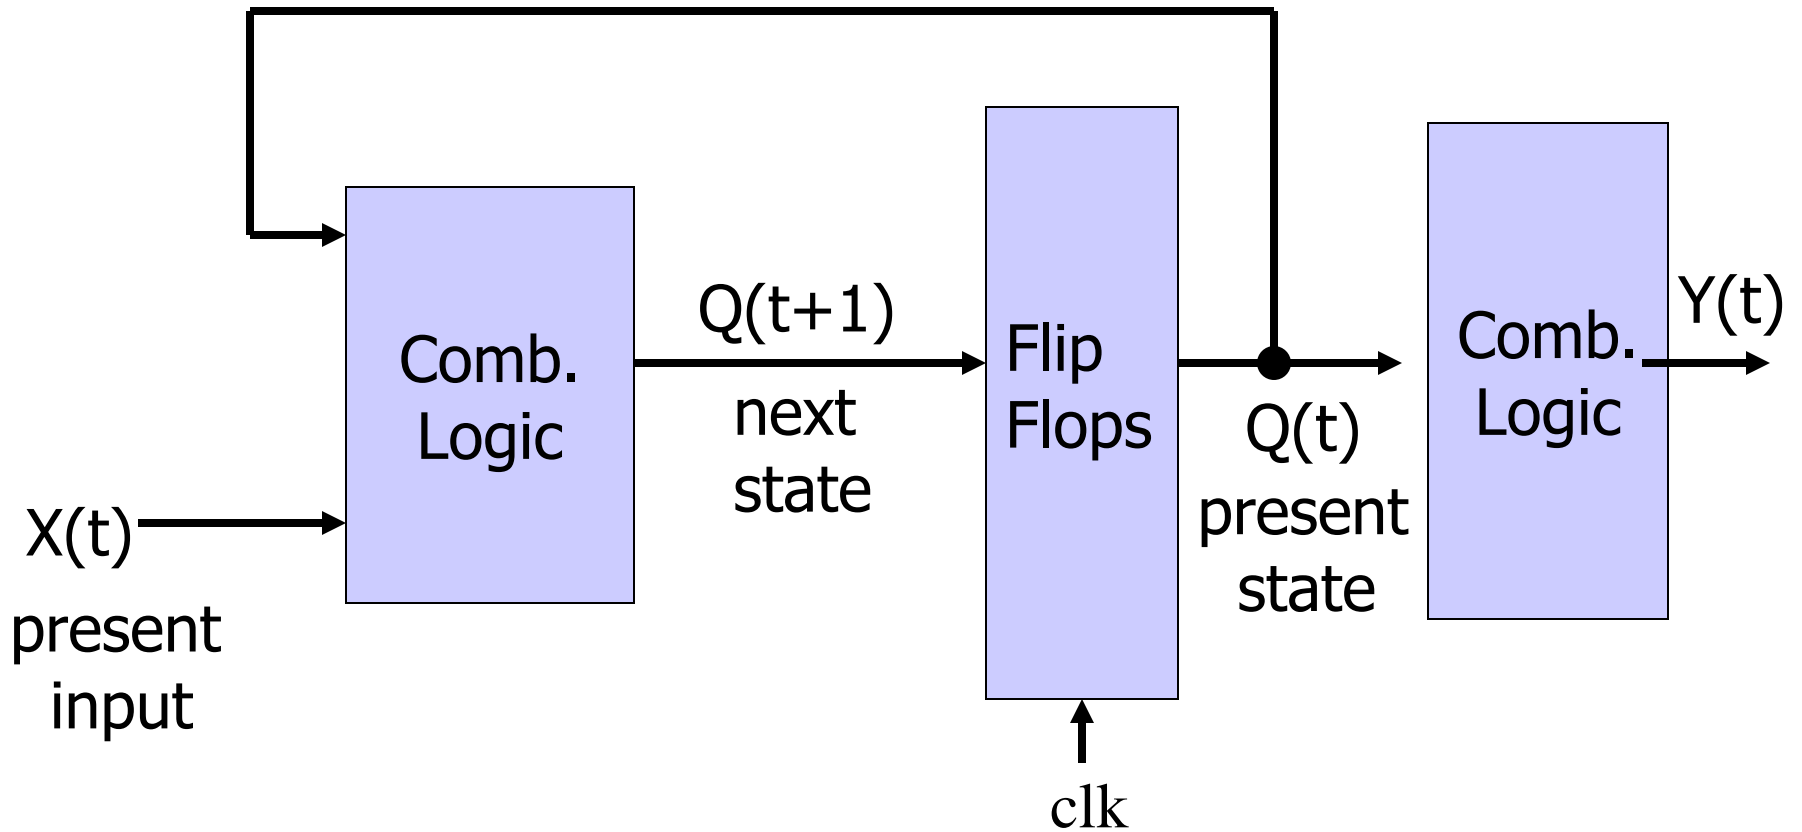 X(t)
present
input
Comb.
Logic
Q(t+1)
next
state
Flip
Flops
clk
Q(t)
present
state
Comb.
Logic
Y(t)